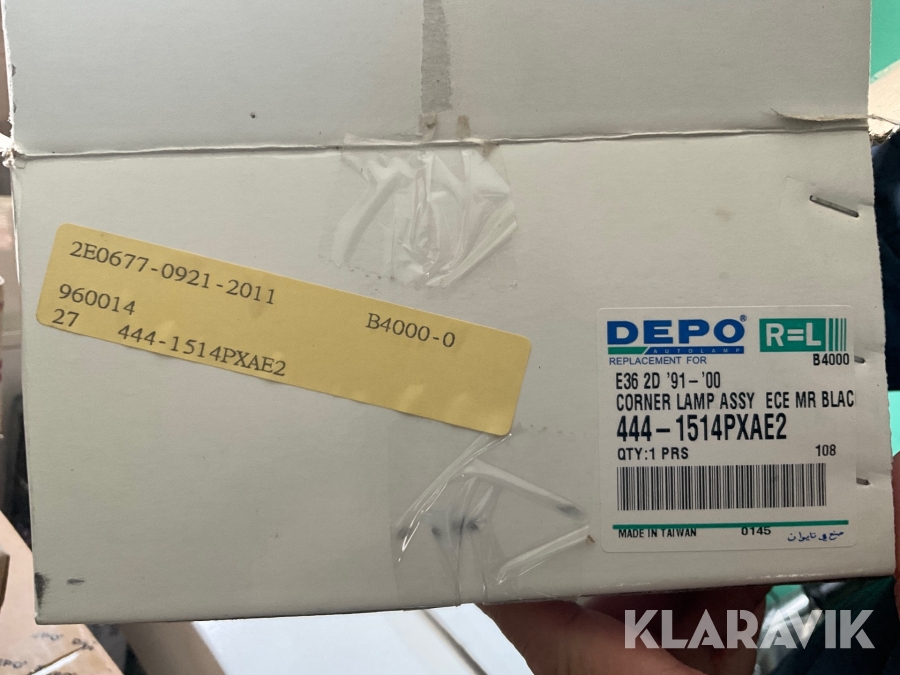 2E0677-0921-2011
960014 B4000-0
27 444-1514PXAE2
DEPO® R=L
AUTOLAMP
REPLACEMENT FOR B4000
E36 2D '91-'00
CORNER LAMP ASSY ECE MR BLAC
444-1514PXAE2
QTY:1 PRS 108
MADE IN TAIWAN 0145
صنع في تايوان
DEPO®
KLARAVIK